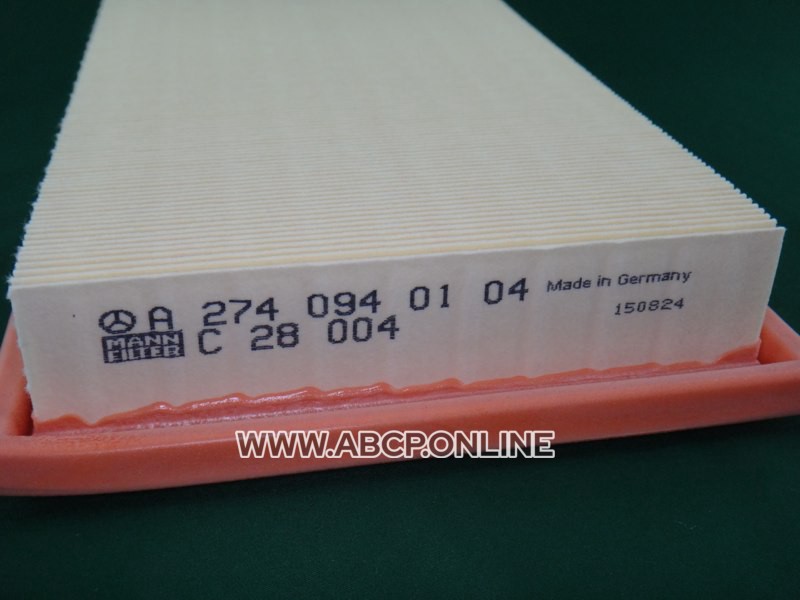 A 274 094 01 04 Made in Germany
MANN FILTER C 28 004 150824
WWW.ABCP.ONLINE